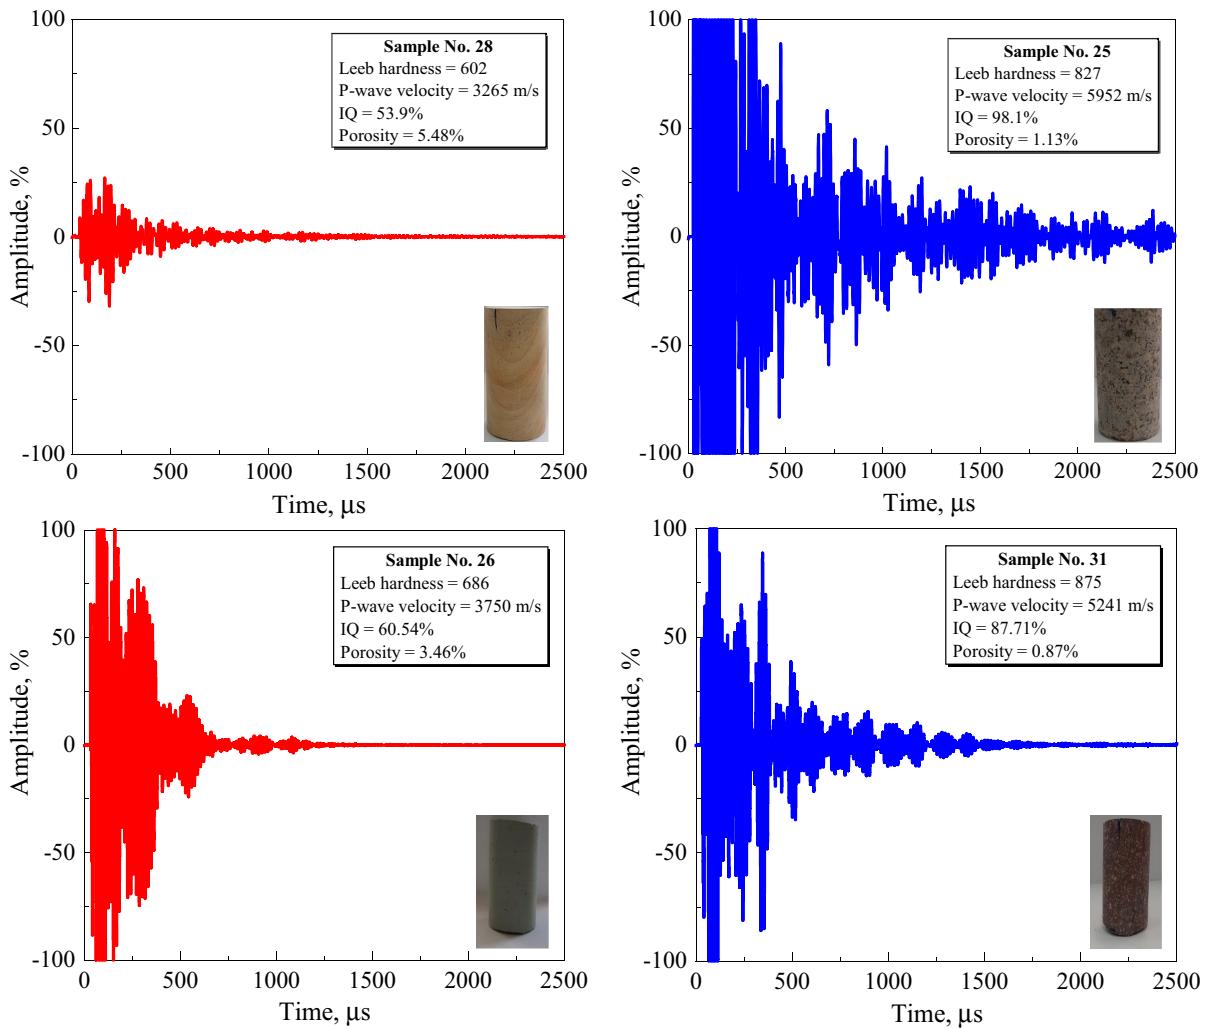 100
50
0
-50
-100
Amplitude, %
Sample No. 28
Leeb hardness = 602
P-wave velocity = 3265 m/s
IQ = 53.9%
Porosity = 5.48%
0 500 1000 1500 2000 2500
Time, µs
100
50
0
-50
-100
Amplitude, %
Sample No. 25
Leeb hardness = 827
P-wave velocity = 5952 m/s
IQ = 98.1%
Porosity = 1.13%
0 500 1000 1500 2000 2500
Time, µs
100
50
0
-50
-100
Amplitude, %
Sample No. 26
Leeb hardness = 686
P-wave velocity = 3750 m/s
IQ = 60.54%
Porosity = 3.46%
0 500 1000 1500 2000 2500
Time, µs
100
50
0
-50
-100
Amplitude, %
Sample No. 31
Leeb hardness = 875
P-wave velocity = 5241 m/s
IQ = 87.71%
Porosity = 0.87%
0 500 1000 1500 2000 2500
Time, µs